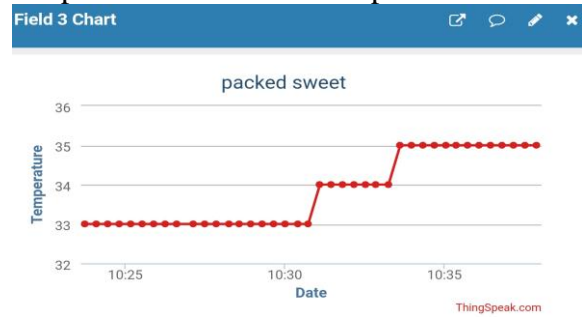 Field 3 Chart
packed sweet
36
35
34
33
32
Temperature
10:25 10:30 10:35
Date
ThingSpeak.com